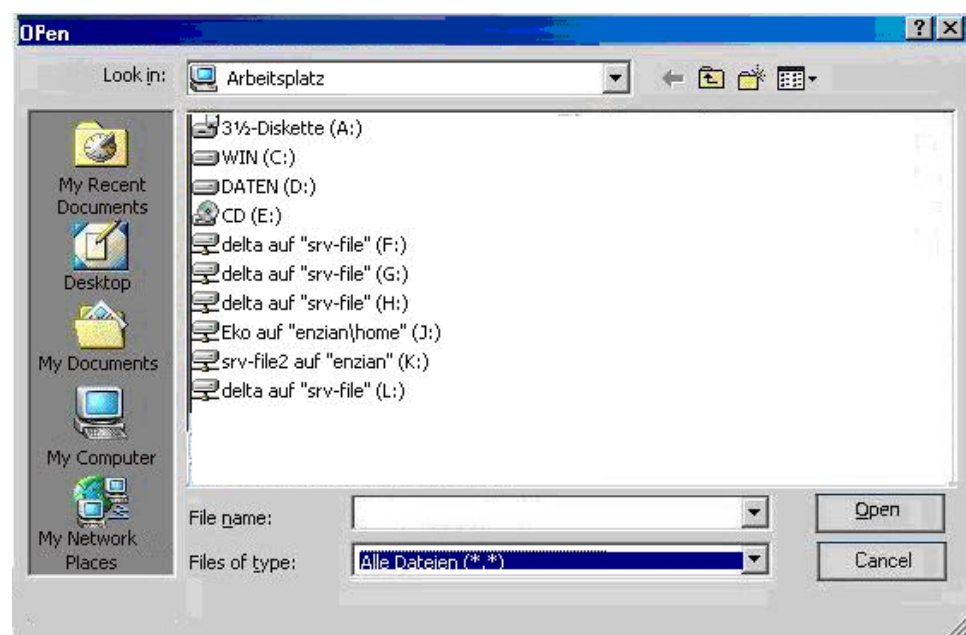 OPen
Look in:
Arbeitsplatz
My Recent
Documents
Desktop
My Documents
My Computer
My Network
Places
3½-Diskette (A:)
WIN (C:)
DATEN (D:)
CD (E:)
delta auf "srv-file" (F:)
delta auf "srv-file" (G:)
delta auf "srv-file" (H:)
Eko auf "enzian\home" (J:)
srv-file2 auf "enzian" (K:)
delta auf "srv-file" (L:)
File name:
Open
Files of type:
Alle Dateien (*.*)
Cancel